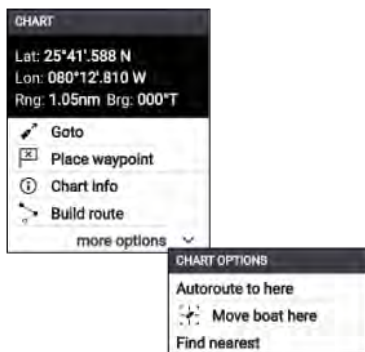 CHART
Lat: 25°41'.588 N
Lon: 080°12'.810 W
Rng: 1.05nm Brg: 000°T
Goto
Place waypoint
Chart info
Build route
more options
CHART OPTIONS
Autoroute to here
Move boat here
Find nearest